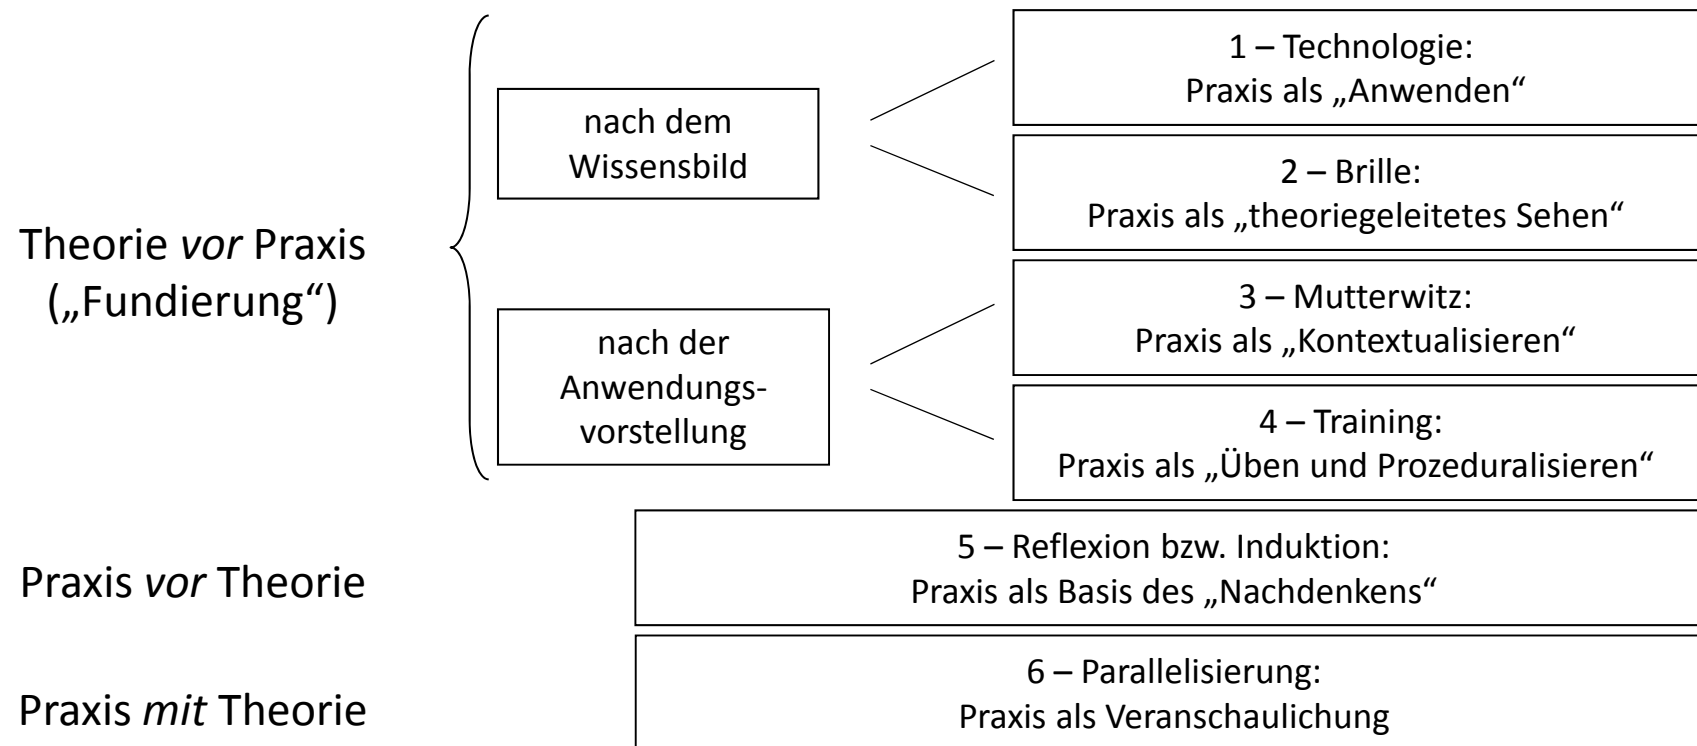 1 – Technologie:
Praxis als „Anwenden“
nach dem
Wissensbild
2 – Brille:
Praxis als „theoriegeleitetes Sehen“
Theorie vor Praxis
(„Fundierung“)
3 – Mutterwitz:
Praxis als „Kontextualisieren“
nach der
Anwendungs-
vorstellung
4 – Training:
Praxis als „Üben und Prozeduralisieren“
Praxis vor Theorie
5 – Reflexion bzw. Induktion:
Praxis als Basis des „Nachdenkens“
Praxis mit Theorie
6 – Parallelisierung:
Praxis als Veranschaulichung